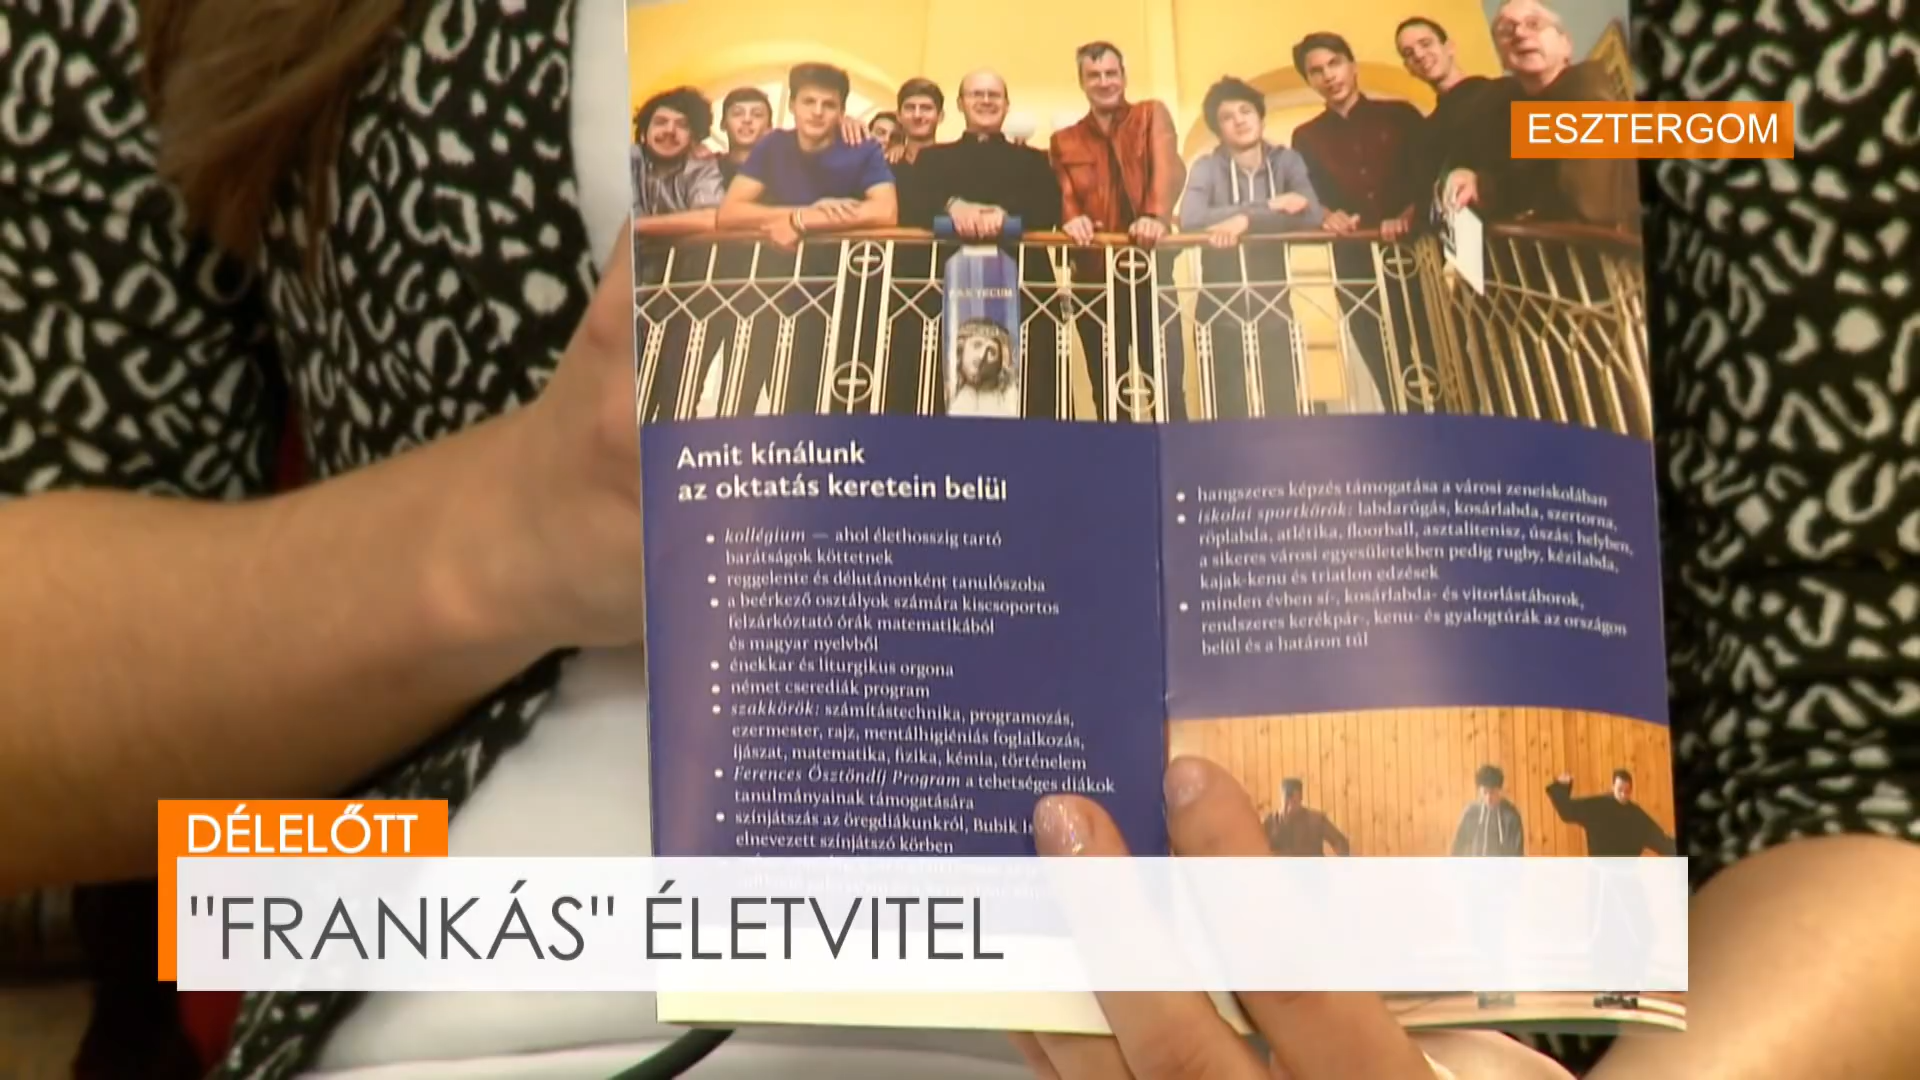 ESZTERGOM
PAX TECUM
Amit kínálunk
az oktatás keretein belül
• kollégium — ahol élethosszig tartó
barátságok köttetnek
• reggelente és délutánonként tanulószoba
• a beérkező osztályok számára kiscsoportos
felzárkóztató órák matematikából
és magyar nyelvből
• énekkar és liturgikus orgona
• német cserediák program
• szakkörök: számítástechnika, programozás,
ezermester, rajz, mentálhigiéniás foglalkozás,
íjászat, matematika, fizika, kémia, történelem
• Ferences Ösztöndíj Program a tehetséges diákok
tanulmányainak támogatására
• színjátszás az öregdiákunkról, Bubik
elnevezett színjátszó körben
• hangszeres képzés támogatása a városi zeneiskolában
• iskolai sportkörök: labdarúgás, kosárlabda, szertorna,
röplabda, atlétika, floorball, asztalitenisz, úszás; helyben,
a sikeres városi egyesületekben pedig rugby, kézilabda,
kajak-kenu és triatlon edzések
• minden évben sí-, kosárlabda- és vitorlástáborok,
rendszeres kerékpár-, kenu- és gyalogtúrák az országon
belül és a határon túl
DÉLELŐTT
"FRANKÁS" ÉLETVITEL